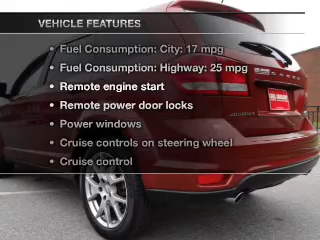 VEHICLE FEATURES
• Fuel Consumption: City: 17 mpg
• Fuel Consumption: Highway: 25 mpg
• Remote engine start
• Remote power door locks
• Power windows
• Cruise controls on steering wheel
• Cruise control